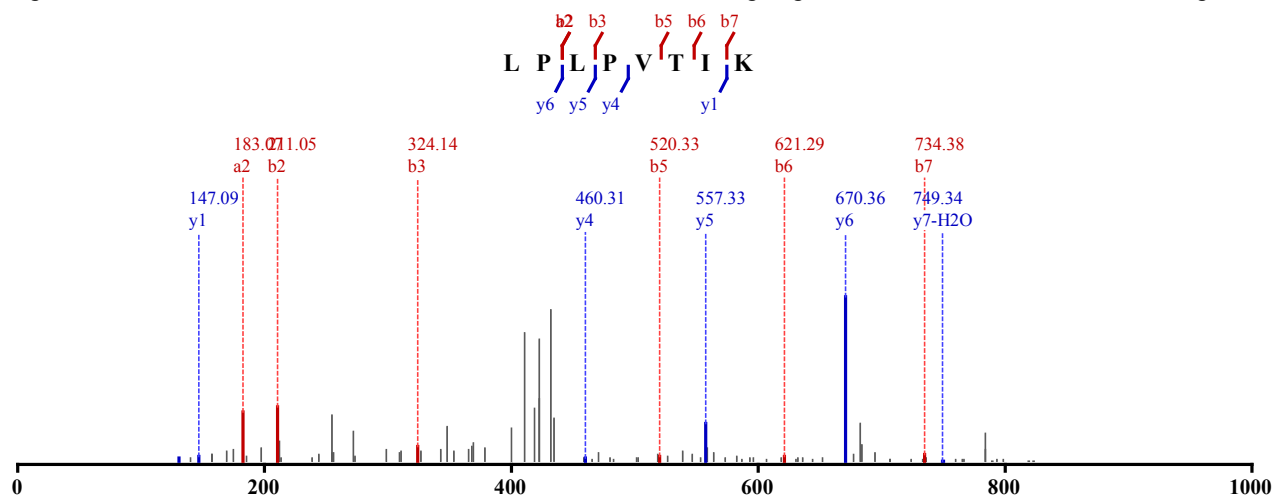 a2 b2 b3 b5 b6 b7
L P L P V T I K
y6 y5 y4 y1
183.07 211.05 324.14 520.33 621.29 734.38
a2 b2 b3 b5 b6 b7
147.09 460.31 557.33 670.36 749.34
y1 y4 y5 y6 y7-H2O
0 200 400 600 800 1000